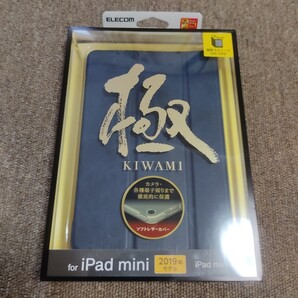 ELECOM
極
KIWAMI
カメラ・
各種端子周りまで
徹底的に保護
ソフトレザーカバー
for iPad mini
2019年
モデル
iPad mi